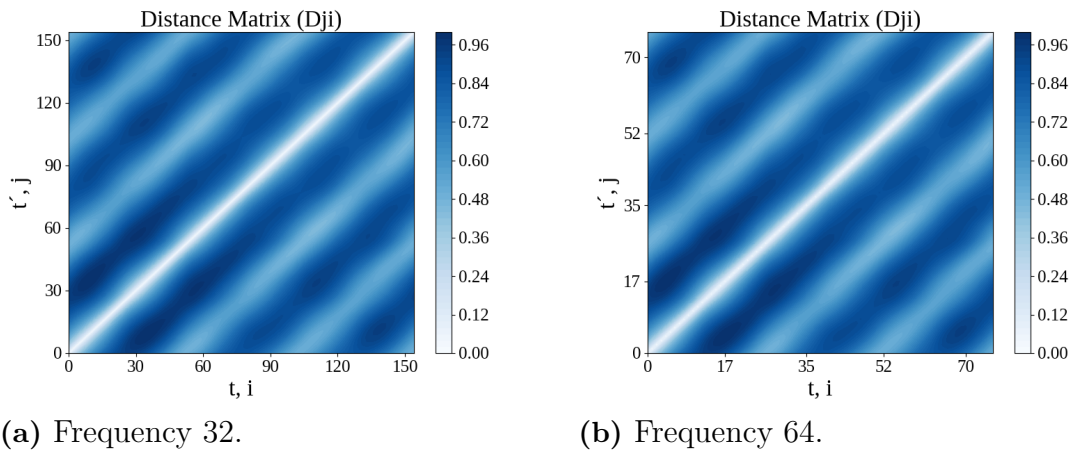 Distance Matrix (Dji)
150
120
90
60
30
0
t´, j
0 30 60 90 120 150
t, i
0.96
0.84
0.72
0.60
0.48
0.36
0.24
0.12
0.00
(a) Frequency 32.
Distance Matrix (Dji)
70
52
35
17
0
t´, j
0 17 35 52 70
t, i
0.96
0.84
0.72
0.60
0.48
0.36
0.24
0.12
0.00
(b) Frequency 64.